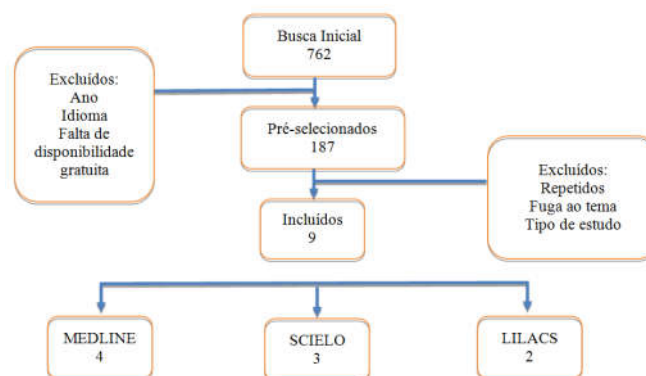 Busca Inicial
762
Excluídos:
Ano
Idioma
Falta de
disponibilidade
gratuita
Pré-selecionados
187
Excluídos:
Repetidos
Fuga ao tema
Tipo de estudo
Incluídos
9
MEDLINE
4
SCIELO
3
LILACS
2